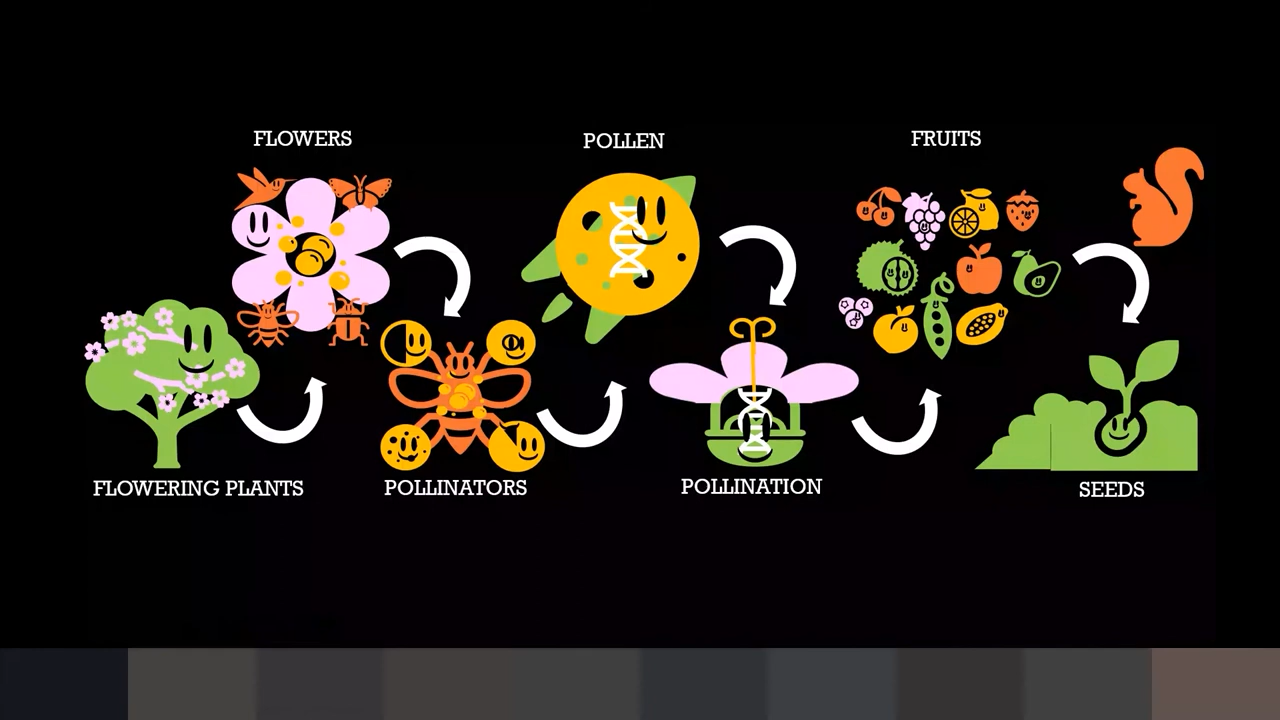 FLOWERS
POLLEN
FRUITS
FLOWERING PLANTS
POLLINATORS
POLLINATION
SEEDS